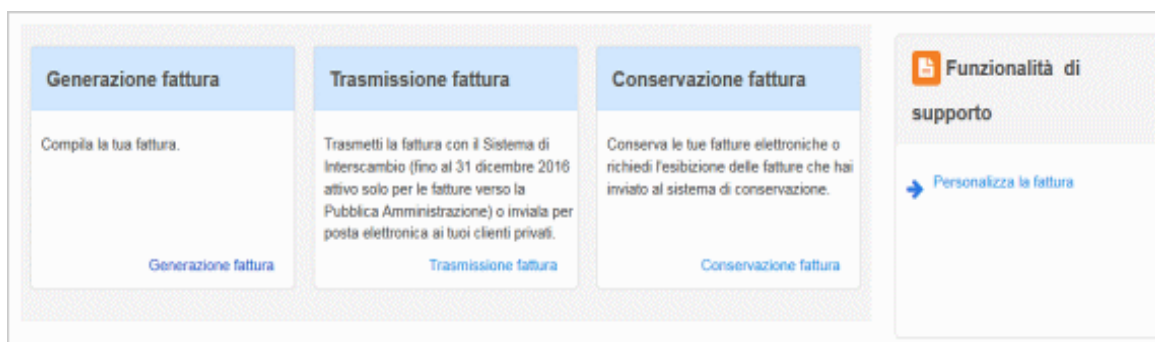 Generazione fattura
Compila la tua fattura.
Generazione fattura
Trasmissione fattura
Trasmetti la fattura con il Sistema di
Interscambio (fino al 31 dicembre 2016
attivo solo per le fatture verso la
Pubblica Amministrazione) o inviala per
posta elettronica ai tuoi clienti privati.
Trasmissione fattura
Conservazione fattura
Conserva le tue fatture elettroniche o
richiedi l'esibizione delle fatture che hai
inviato al sistema di conservazione.
Conservazione fattura
Funzionalità di
supporto
Personalizza la fattura